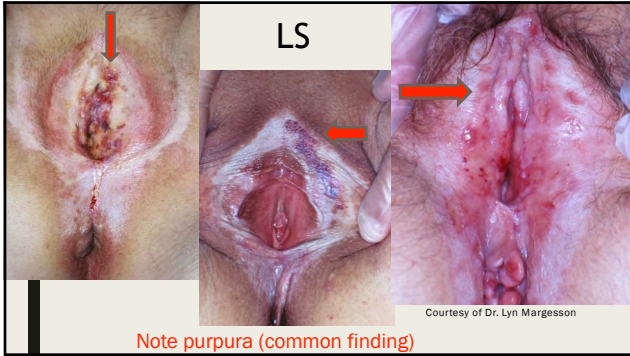 LS
Courtesy of Dr. Lyn Margesson
Note purpura (common finding)